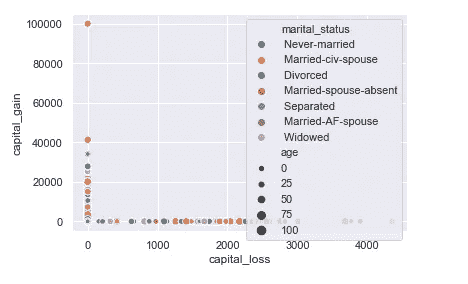 100000
80000
60000
40000
20000
0
capital_gain
0
1000
2000
3000
4000
capital_loss
marital_status
Never-married
Married-civ-spouse
Divorced
Married-spouse-absent
Separated
Married-AF-spouse
Widowed
age
0
25
50
75
100